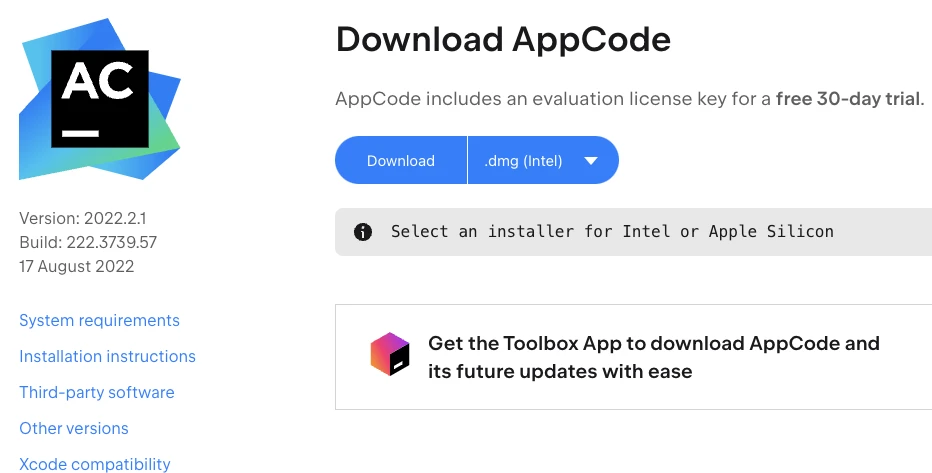 AC
Version: 2022.2.1
Build: 222.3739.57
17 August 2022
System requirements
Installation instructions
Third-party software
Other versions
Xcode compatibility
Download AppCode
AppCode includes an evaluation license key for a free 30-day trial.
Download
.dmg (Intel)
Select an installer for Intel or Apple Silicon
Get the Toolbox App to download AppCode and
its future updates with ease